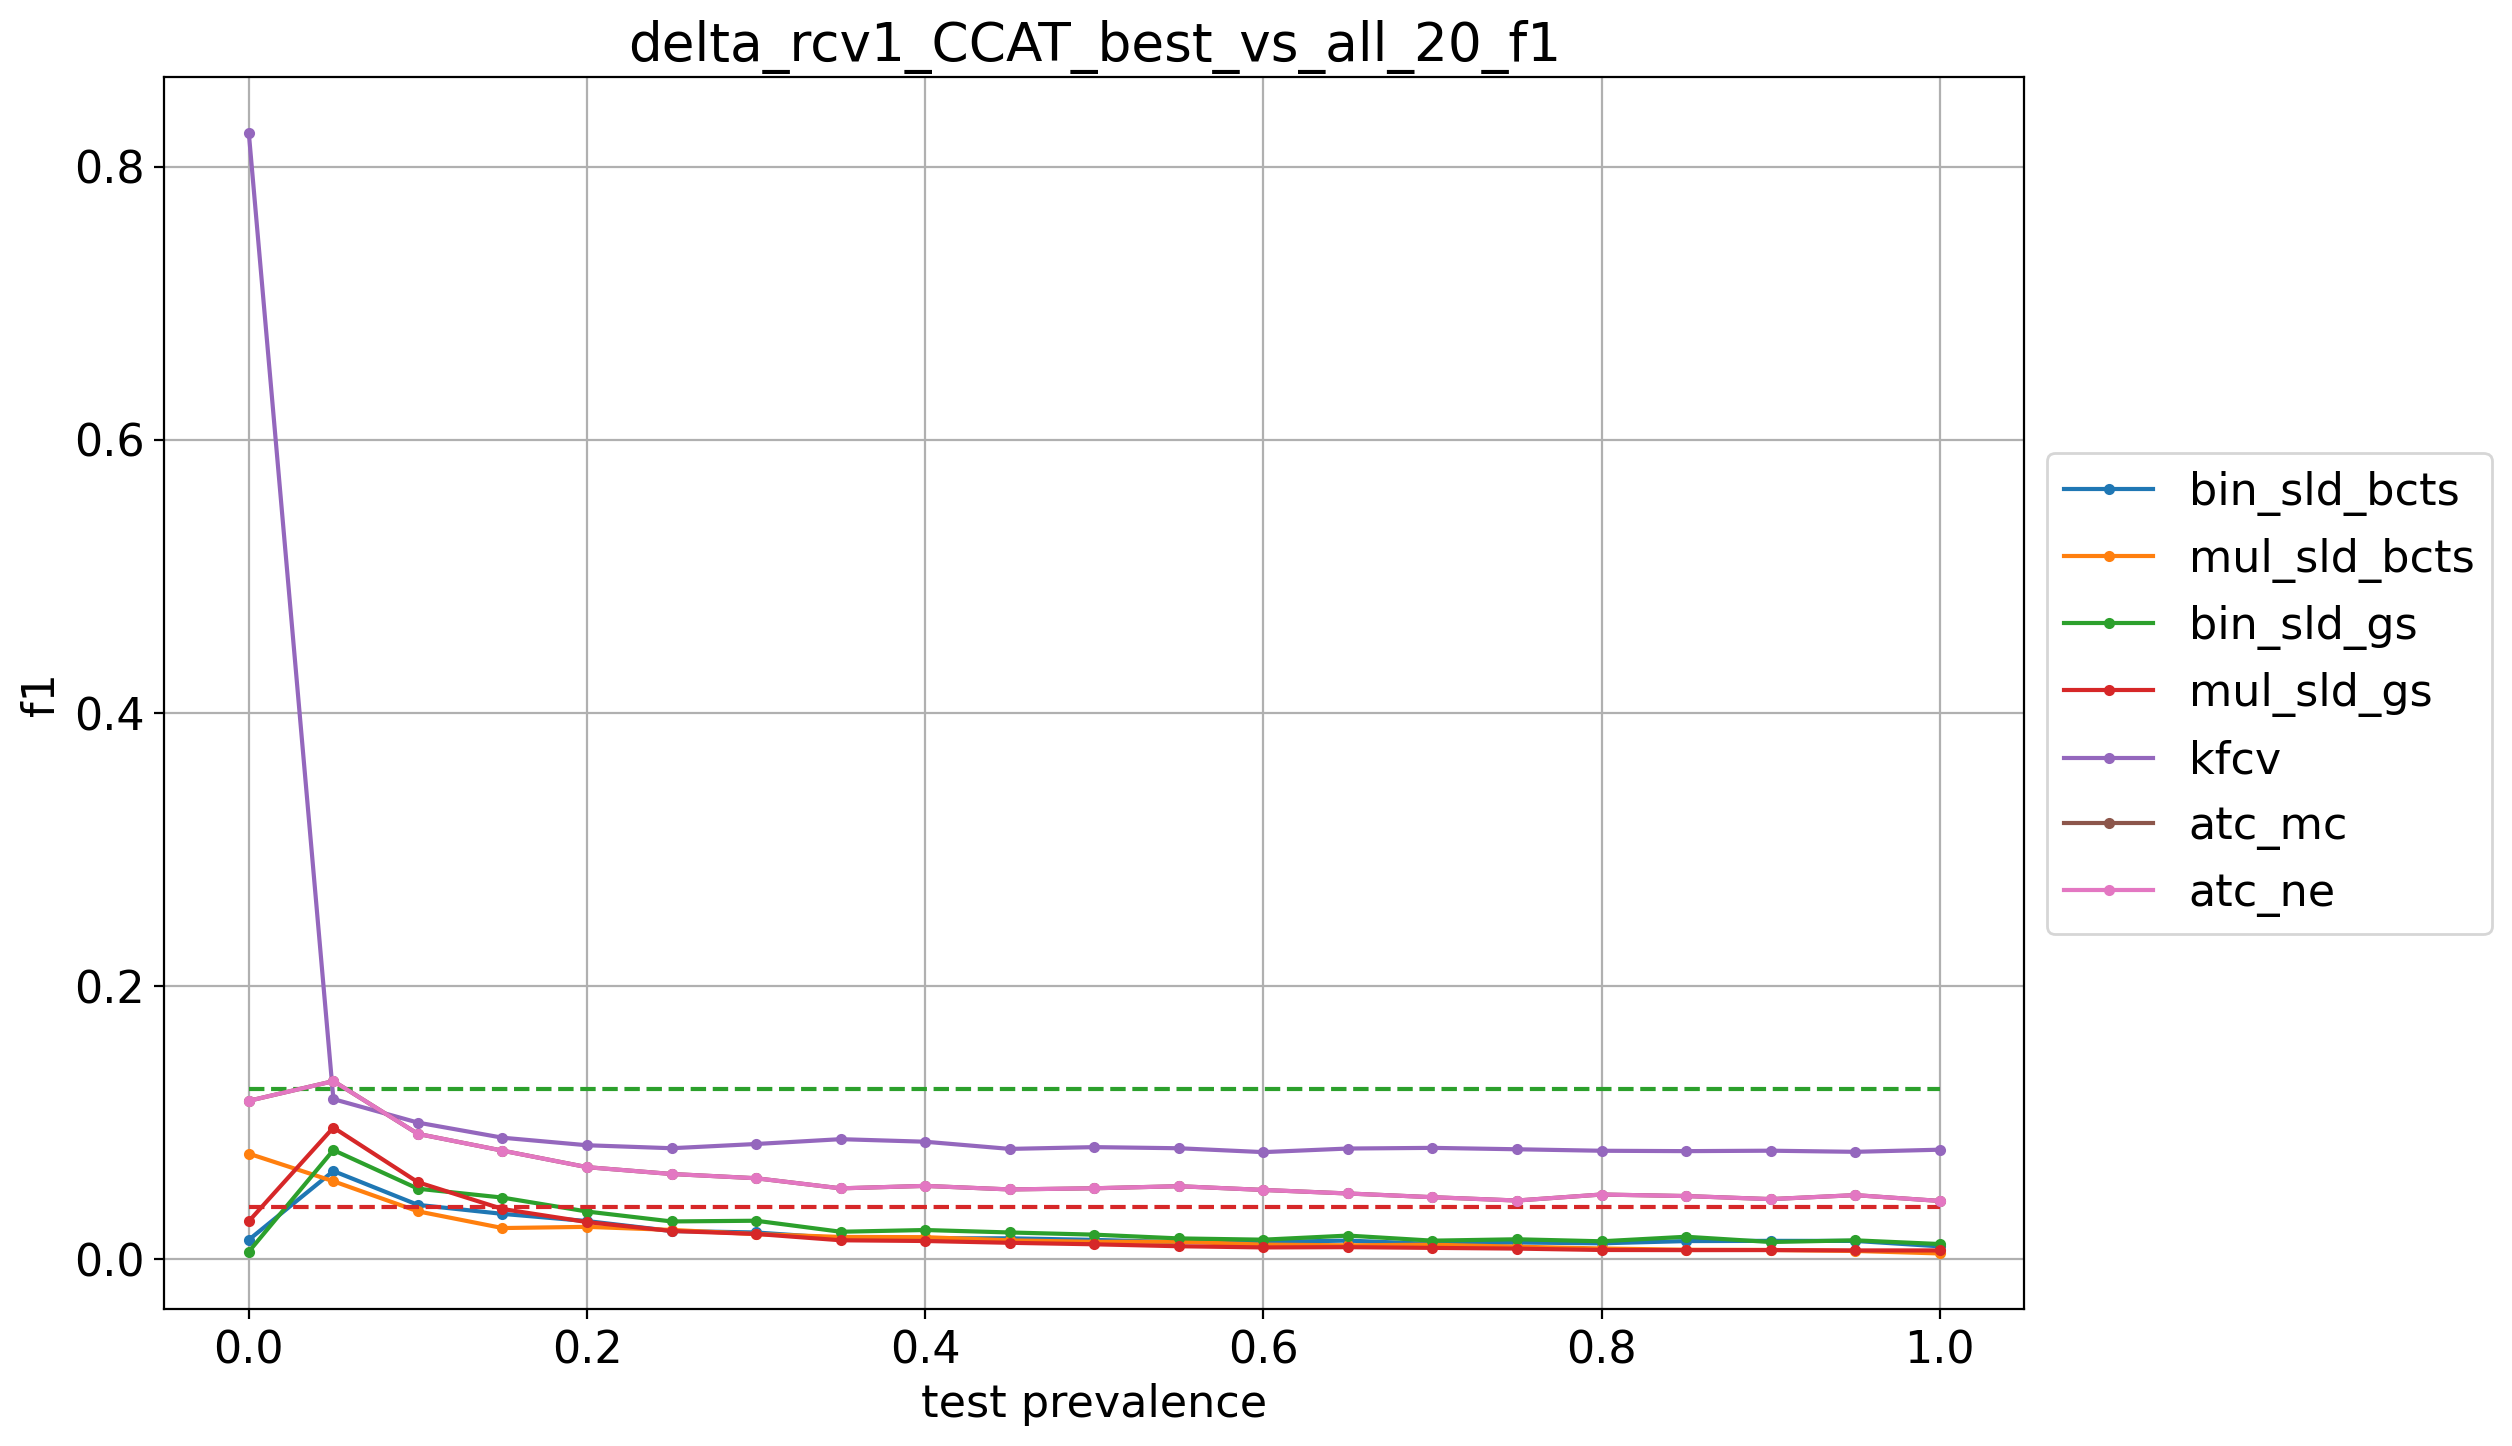 delta_rcv1_CCAT_best_vs_all_20_f1
0.8
0.6
0.4
0.2
0.0
f1
0.0 0.2 0.4 0.6 0.8 1.0
test prevalence
bin_sld_bcts
mul_sld_bcts
bin_sld_gs
mul_sld_gs
kfcv
atc_mc
atc_ne